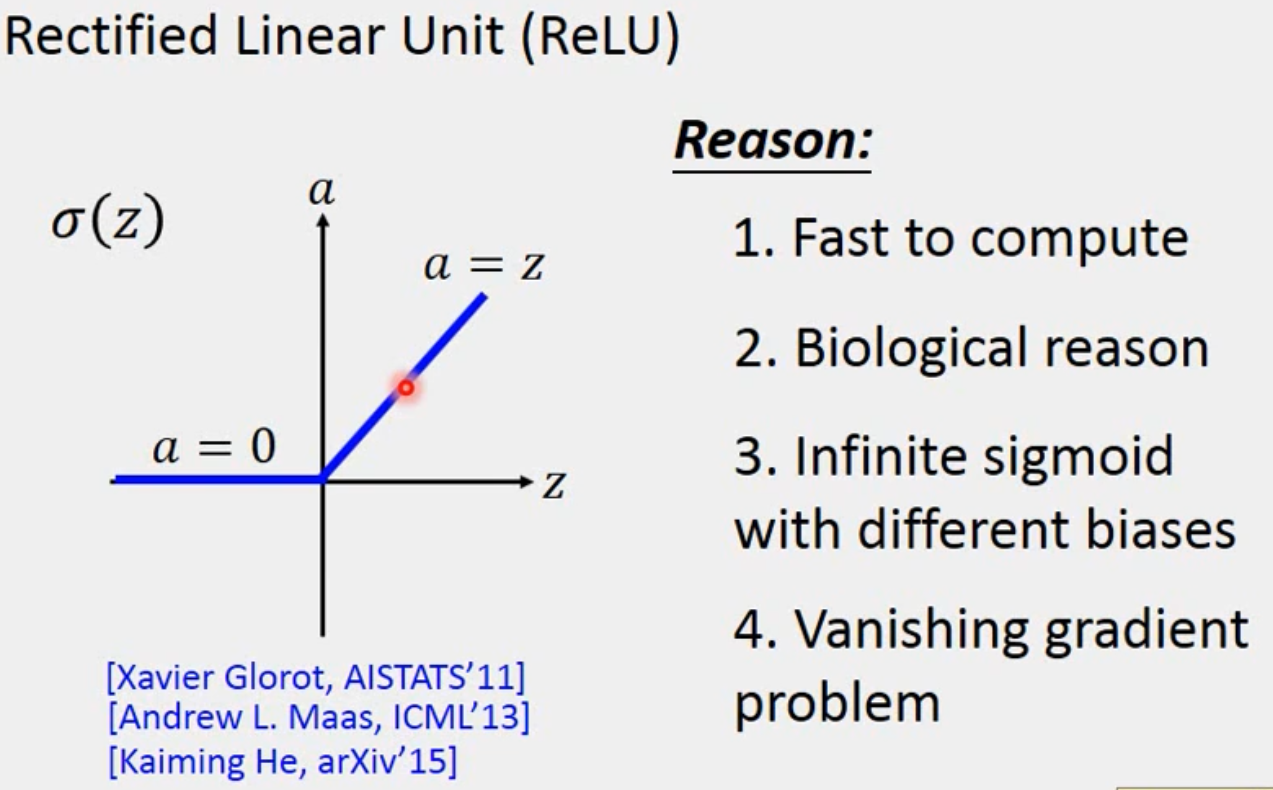 Rectified Linear Unit (ReLU)
σ(z)
a
a = z
a = 0
z
[Xavier Glorot, AISTATS’11]
[Andrew L. Maas, ICML’13]
[Kaiming He, arXiv’15]
Reason:
1. Fast to compute
2. Biological reason
3. Infinite sigmoid
with different biases
4. Vanishing gradient
problem